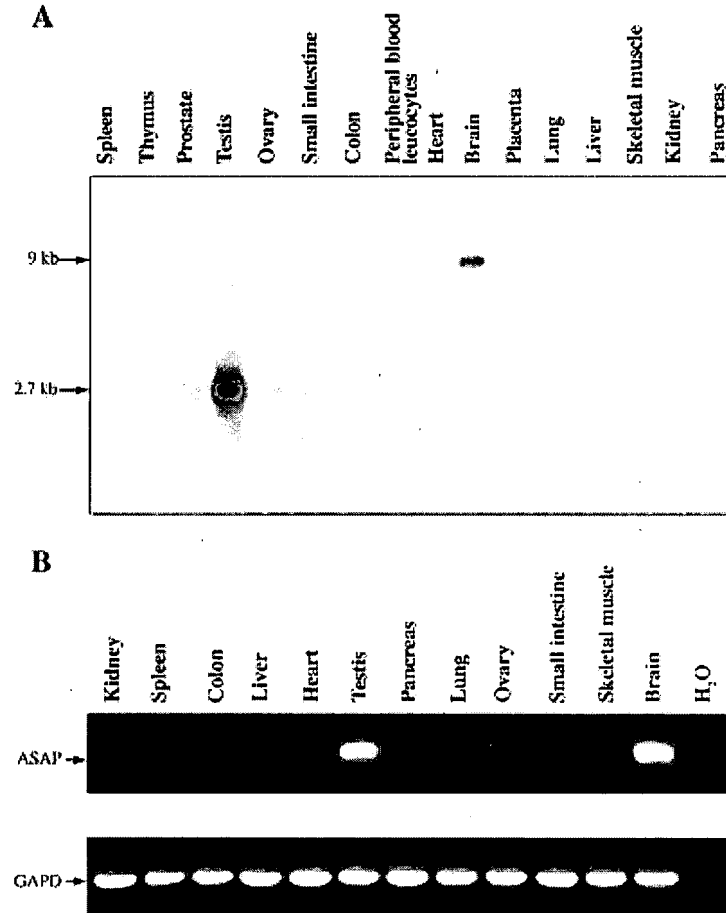 A
Spleen
Thymus
Prostate
Testis
Ovary
Small intestine
Colon
Peripheral blood
leucocytes
Heart
Brain
Placenta
Lung
Liver
Skeletal muscle
Kidney
Pancreas
9 kb
2.7 kb
B
Kidney
Spleen
Colon
Liver
Heart
Testis
Pancreas
Lung
Ovary
Small intestine
Skeletal muscle
Brain
H₂O
ASAP
GAPD